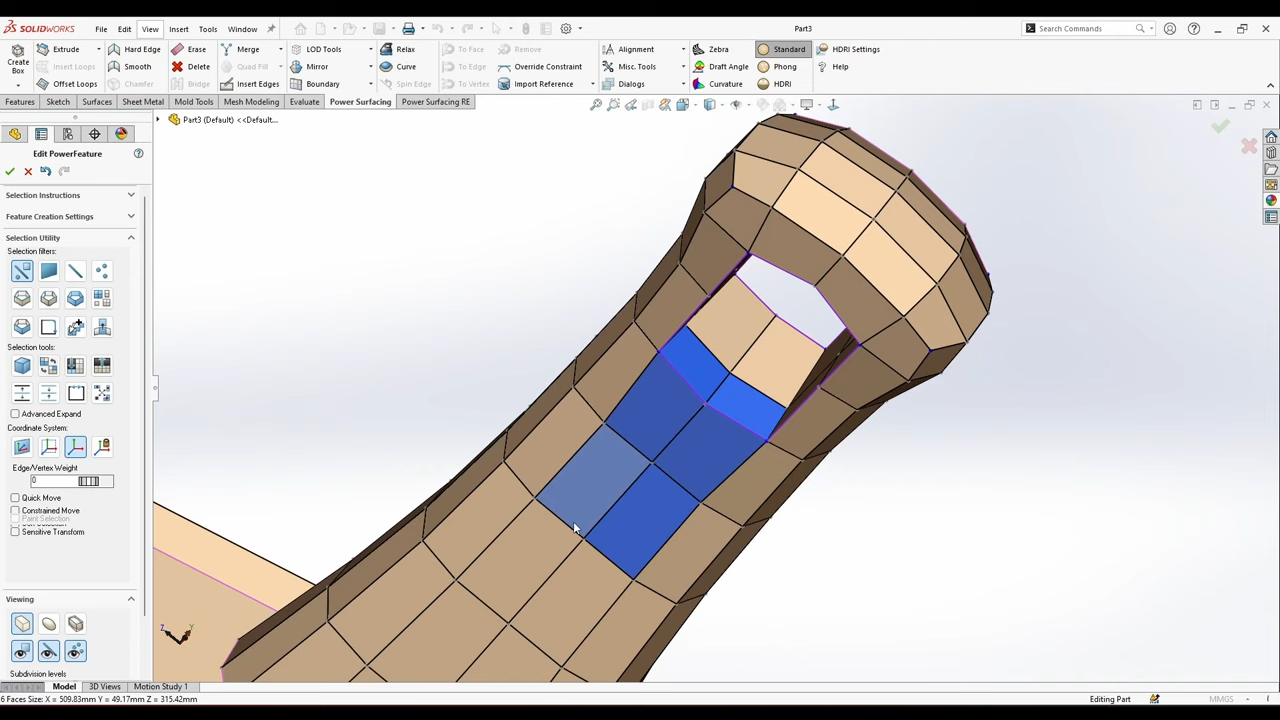 SOLIDWORKS File Edit View Insert Tools Window Part3 Search Commands
Create Box
Extrude Hard Edge Erase Merge LOD Tools Relax To Face Remove Alignment Zebra Standard HDRI Settings
Insert Loops Smooth Delete Quad Fill Mirror Curve To Edge Override Constraint Misc. Tools Draft Angle Phong Help
Offset Loops Chamfer Bridge Insert Edges Boundary Spin Edge To Vertex Import Reference Dialogs Curvature HDRI
Features Sketch Surfaces Sheet Metal Mold Tools Mesh Modeling Evaluate Power Surfacing Power Surfacing RE
Part3 (Default) <<Default...
Edit PowerFeature
Selection Instructions
Feature Creation Settings
Selection Utility
Selection filters:
Selection tools:
Advanced Expand
Coordinate System:
Edge/Vertex Weight
0
Quick Move
Constrained Move
Paint Selection
Sensitive Transform
Viewing
Subdivision levels
Z Y
Model 3D Views Motion Study 1
6 Faces Size: X = 509.83mm Y = 49.17mm Z = 315.42mm Editing Part MMGS